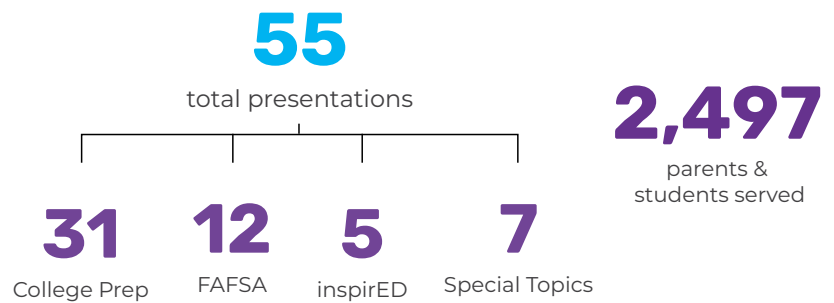 55
total presentations
2,497
parents &
students served
31
College Prep
12
FAFSA
5
inspirED
7
Special Topics